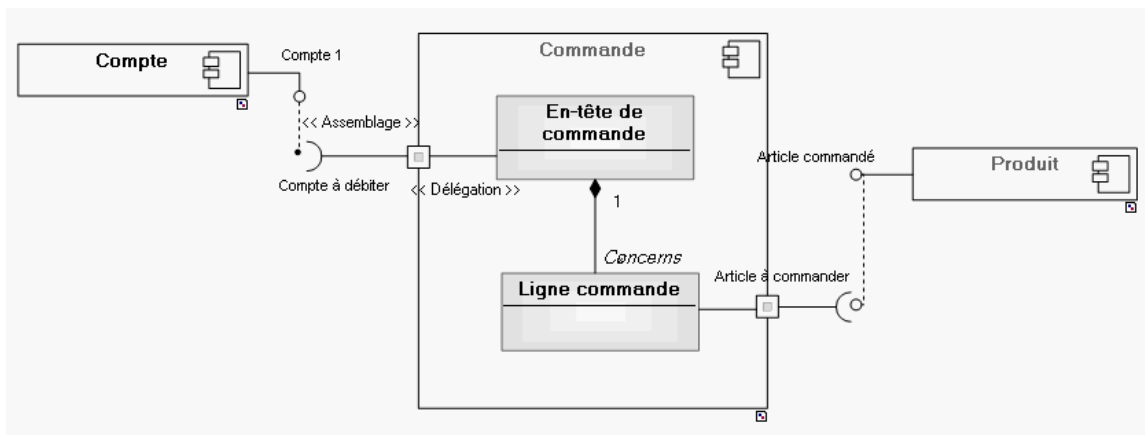 Commande
Compte
Compte 1
En-tête de
commande
<< Assemblage >>
Article commandé
Produit
Compte à débiter
<< Délégation >>
1
Concerns
Article à commander
Ligne commande